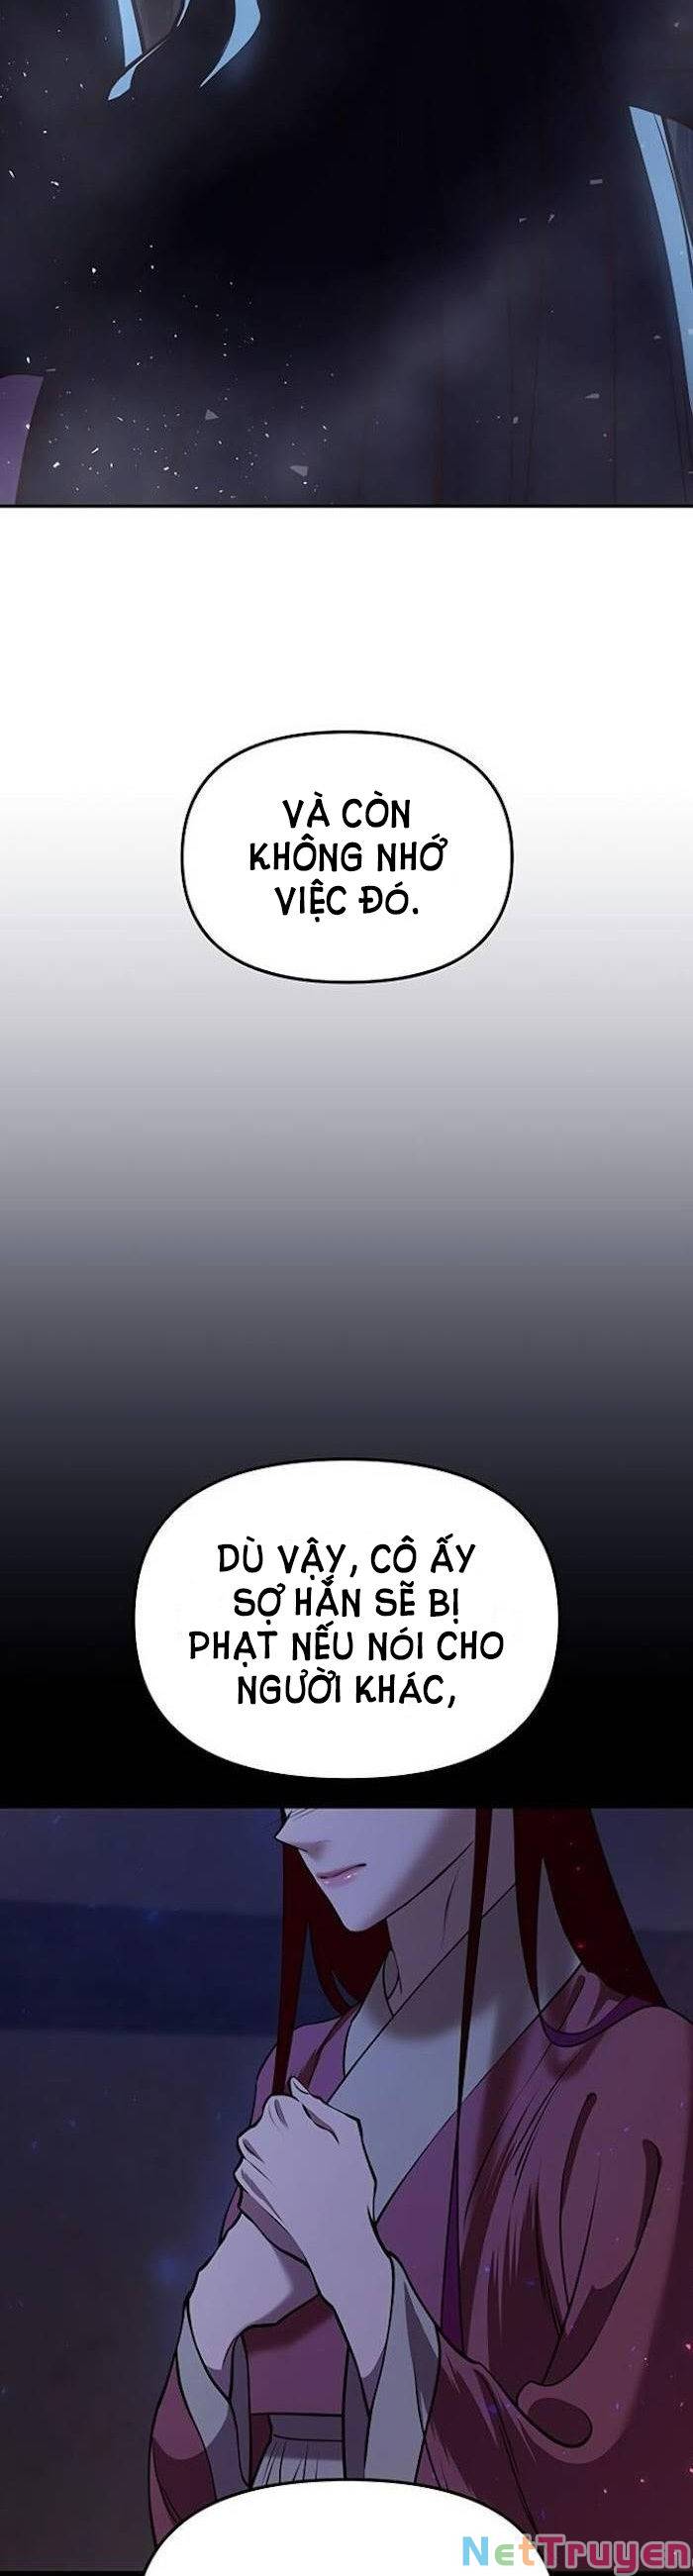 VÀ CÒN
KHÔNG NHỚ
VIỆC ĐÓ.
DÙ VẬY, CÔ ẤY
SỢ HẮN SẼ BỊ
PHẠT NẾU NÓI CHO
NGƯỜI KHÁC,
NetTruyen